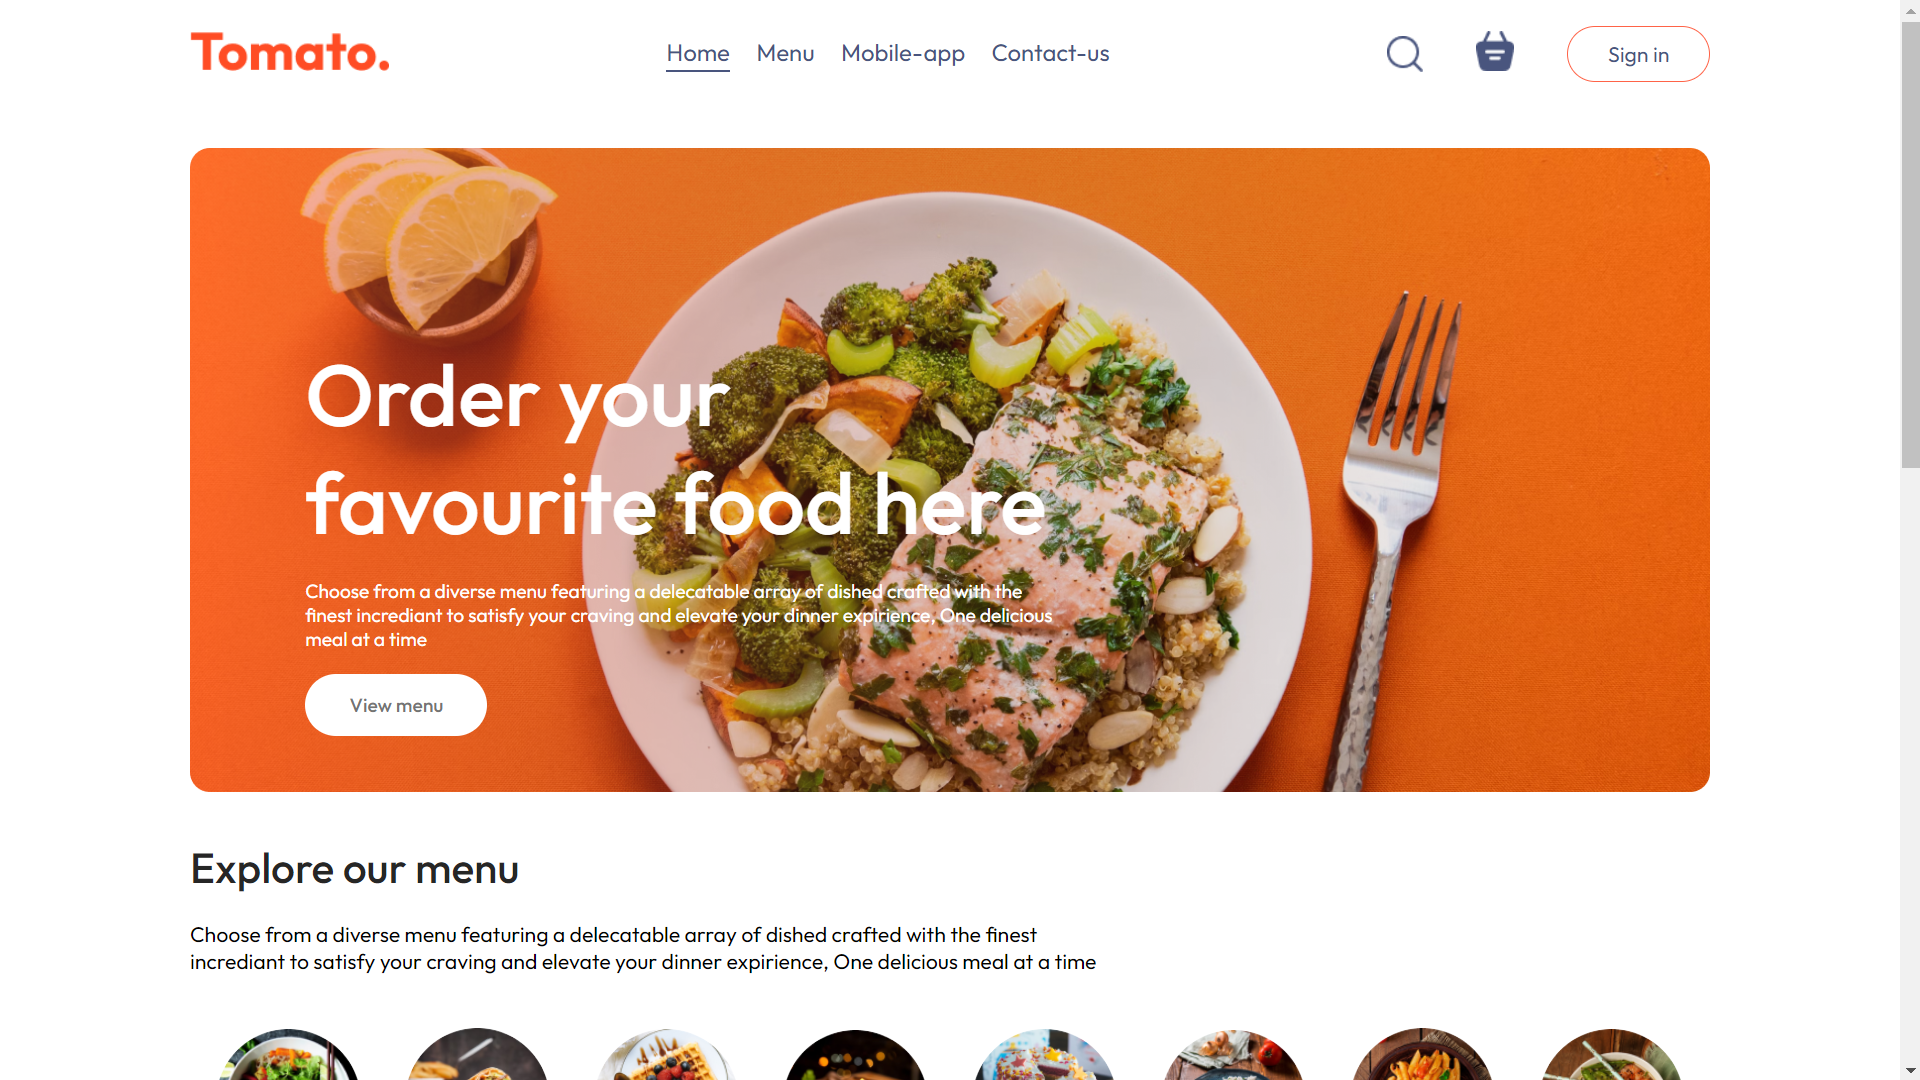 Tomato.
Home Menu Mobile-app Contact-us
Sign in
Order your
favourite food here
Choose from a diverse menu featuring a delecatable array of dished crafted with the
finest incrediant to satisfy your craving and elevate your dinner expirience, One delicious
meal at a time
View menu
Explore our menu
Choose from a diverse menu featuring a delecatable array of dished crafted with the finest
incrediant to satisfy your craving and elevate your dinner expirience, One delicious meal at a time